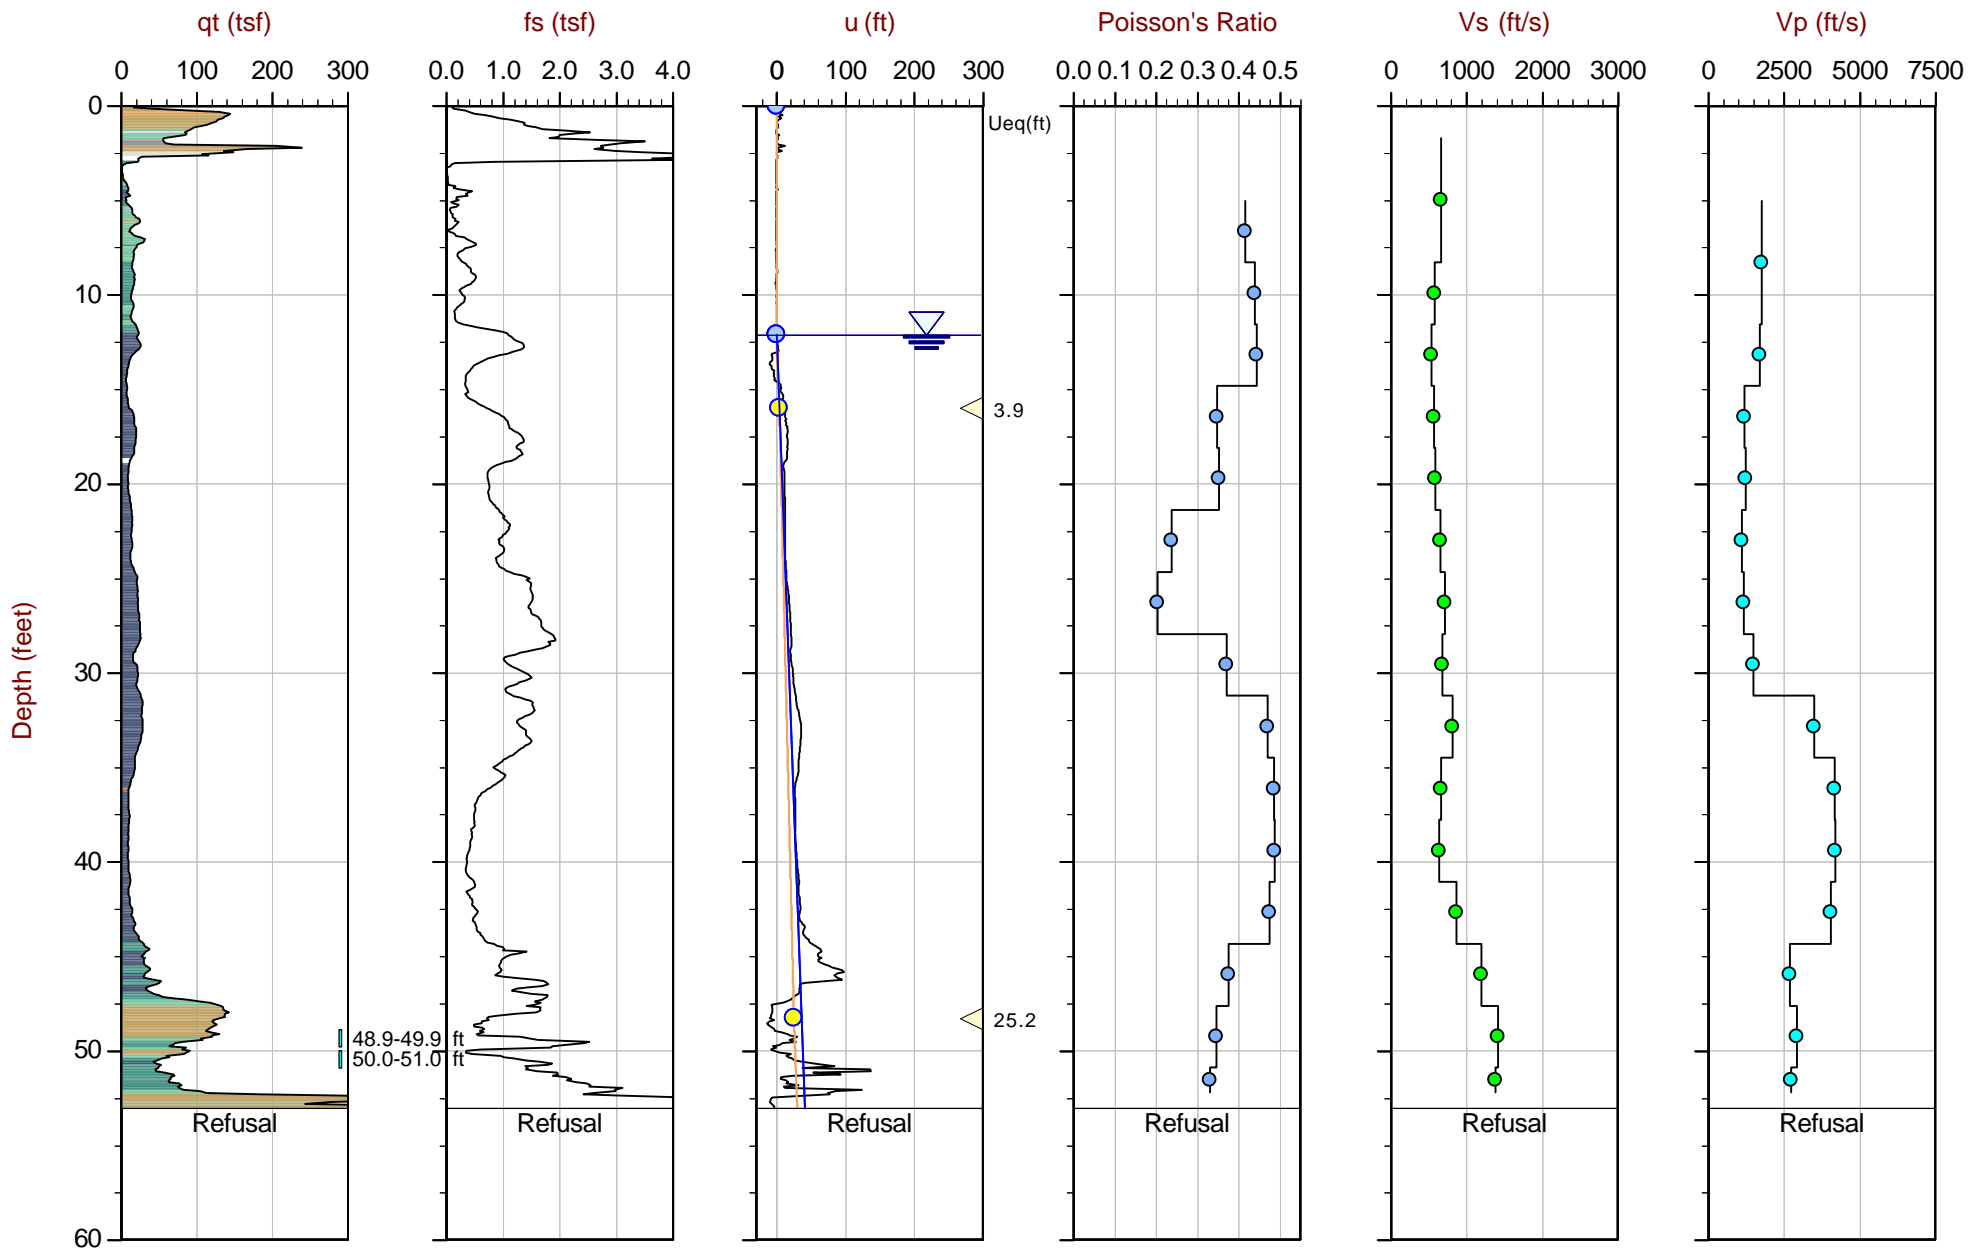 qt (tsf) fs (tsf) u (ft) Poisson's Ratio Vs (ft/s) Vp (ft/s)
0 100 200 300 0.0 1.0 2.0 3.0 4.0 0 100 200 300 0.0 0.1 0.2 0.3 0.4 0.5 0 1000 2000 3000 0 2500 5000 7500
0
Ueq(ft)
10
3.9
20
Depth (feet)
30
40
25.2
48.9-49.9 ft
50
50.0-51.0 ft
Refusal Refusal Refusal Refusal Refusal Refusal
60